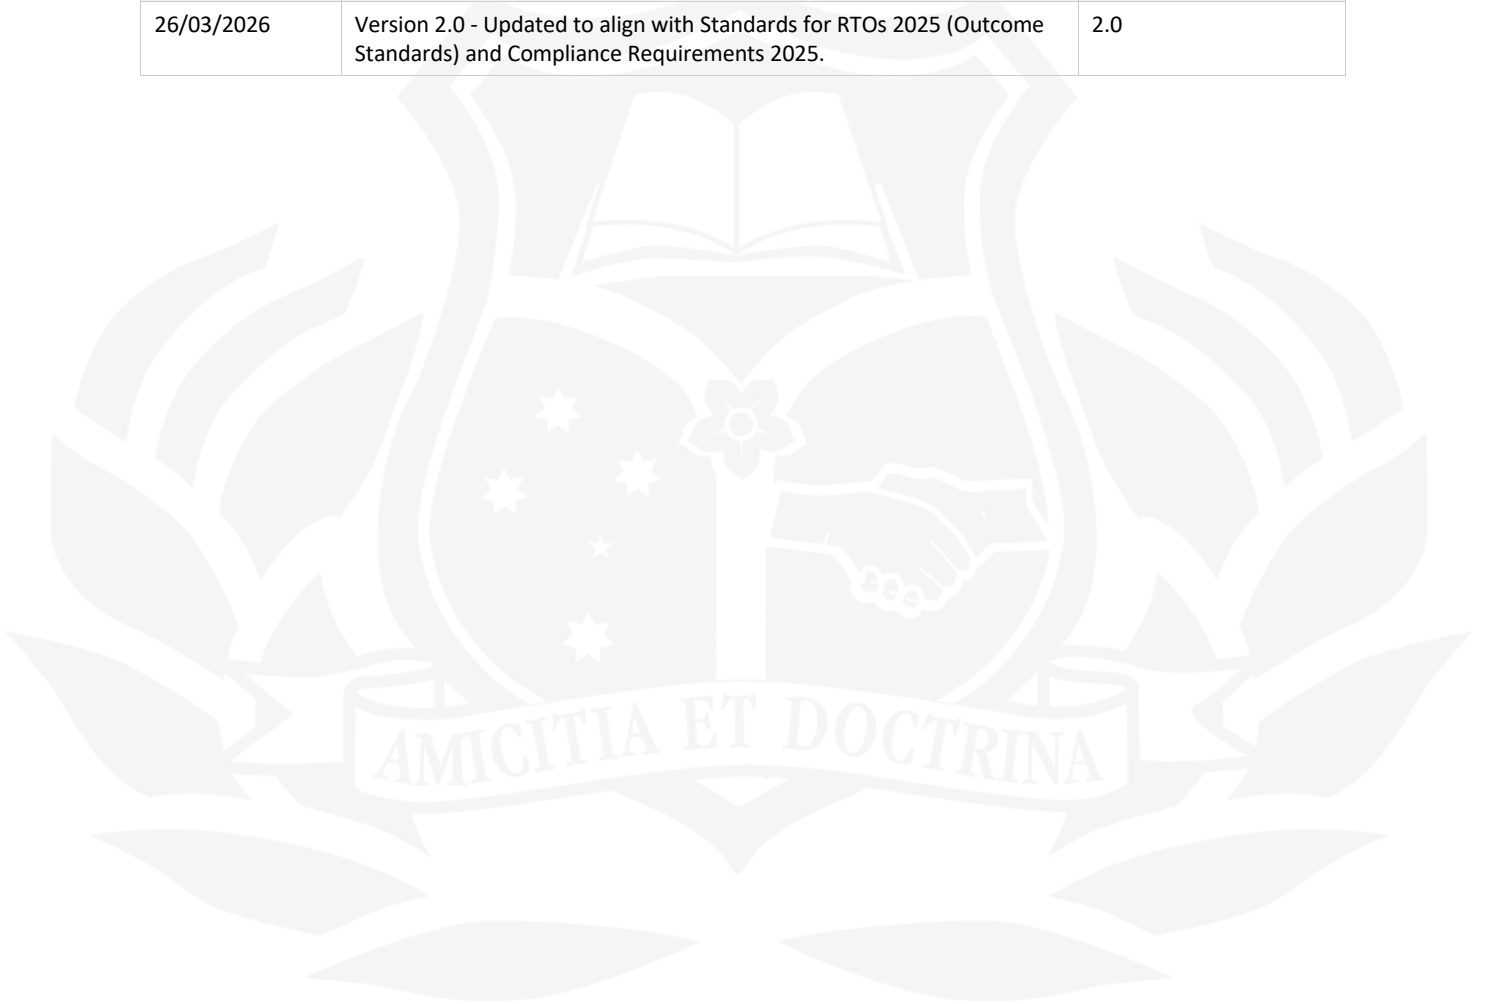 26/03/2026
Version 2.0 - Updated to align with Standards for RTOs 2025 (Outcome
Standards) and Compliance Requirements 2025.
2.0
AMICITIA ET DOCTRINA